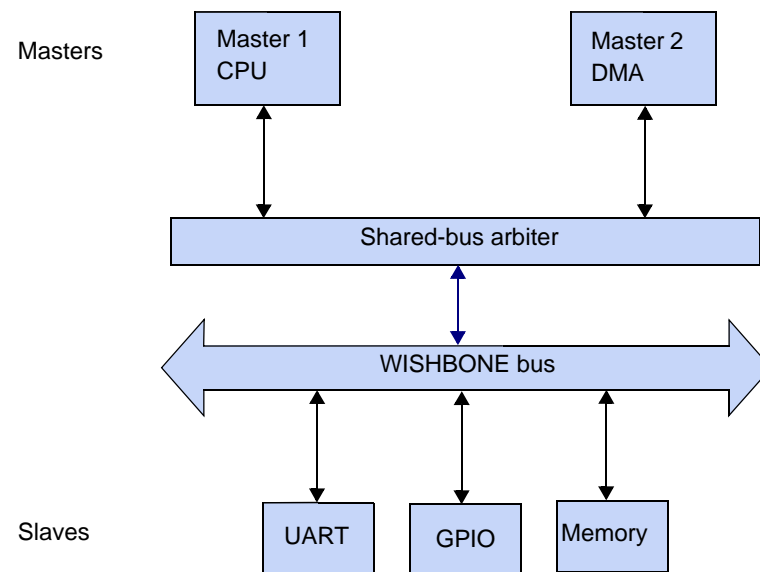 Masters
Master 1
CPU
Master 2
DMA
Shared-bus arbiter
WISHBONE bus
Slaves
UART
GPIO
Memory